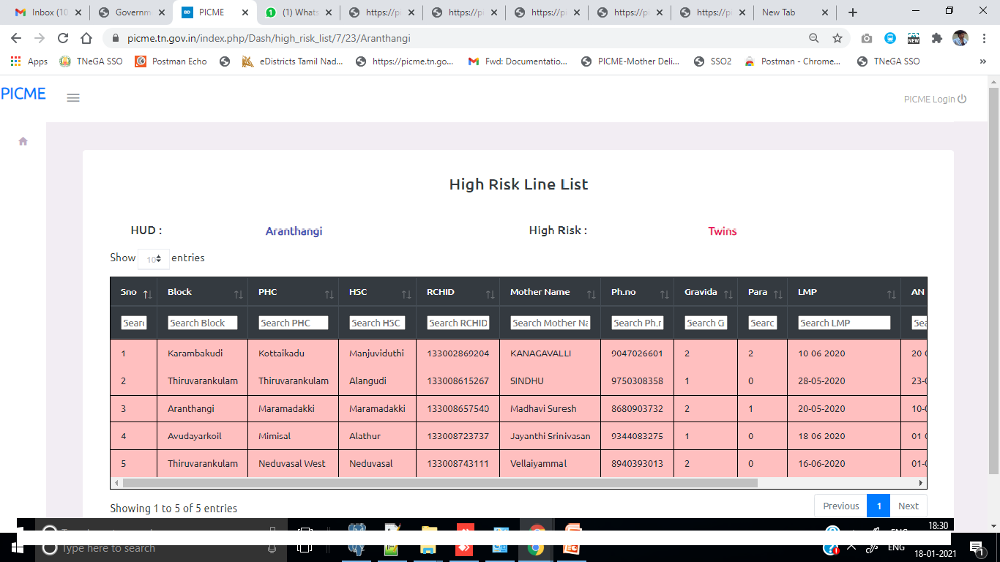 Inbox (10
Governm
PICME
(1) Whats
https://pi
https://pi
https://pi
https://pi
https://pi
New Tab
picme.tn.gov.in/index.php/Dash/high_risk_list/7/23/Aranthangi
Apps TNeGA SSO Postman Echo eDistricts Tamil Nad... https://picme.tn.go... Fwd: Documentatio... PICME-Mother Deli... SSO2 Postman - Chrome... TNeGA SSO »
PICME
PICME Login
High Risk Line List
HUD : Aranthangi High Risk : Twins
Show 10 entries
Sno Block PHC HSC RCHID Mother Name Ph.no Gravida Para LMP AN
Search Block Search PHC Search HSC Search RCHID Search Mother Na Search Ph.r Search G Searc Search LMP
1 Karambakudi Kottaikadu Manjuviduthi 133002869204 KANAGAVALLI 9047026601 2 2 10-06-2020 20-0
2 Thiruvarankulam Thiruvarankulam Alangudi 133008615267 SINDHU 9750308358 1 0 28-05-2020 23-0
3 Aranthangi Maramadakki Maramadakki 133008657540 Madhavi Suresh 8680903732 2 1 20-05-2020 10-0
4 Avudayarkoil Mimisal Alathur 133008723737 Jayanthi Srinivasan 9344083275 1 0 18-06-2020 01-0
5 Thiruvarankulam Neduvasal West Neduvasal 133008743111 Vellaiyammal 8940393013 2 0 16-06-2020 01-0
Showing 1 to 5 of 5 entries
Previous 1 Next
18:30
Type here to search
ENG
18-01-2021
1